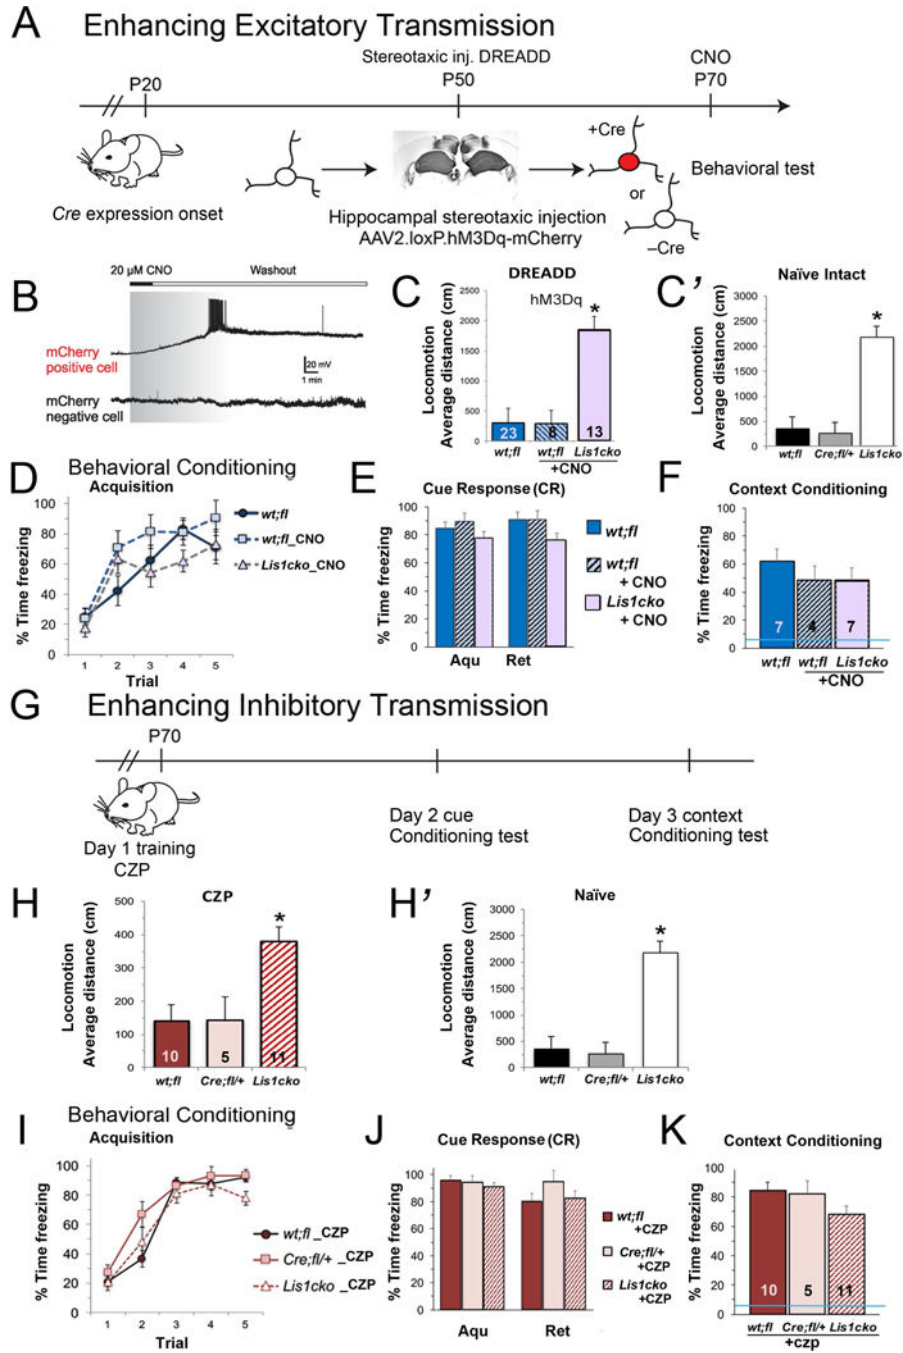 A Enhancing Excitatory Transmission
Stereotaxic inj. DREADD
CNO
P20
P50
P70
+Cre
Behavioral test
or
Cre expression onset
Hippocampal stereotaxic injection
AAV2.loxP.hM3Dq-mCherry
–Cre
B
20 µM CNO
Washout
mCherry
positive cell
20 mV
1 min
mCherry
negative cell
C
DREADD
hM3Dq
Locomotion
Average distance (cm)
2500
2000
1500
500
0
*
23
8
13
wt;fl
wt;fl
Lis1cko
+CNO
C'
Naïve Intact
Locomotion
Average distance (cm)
3000
2500
2000
1500
1000
500
0
*
wt;fl
Cre;fl/+
Lis1cko
D
Behavioral Conditioning
Acquisition
% Time freezing
100
80
60
40
20
0
1
2
3
4
5
Trial
wt;fl
wt;fl_CNO
Lis1cko_CNO
E
Cue Response (CR)
% Time freezing
100
80
60
40
20
0
Aqu
Ret
wt;fl
wt;fl
+ CNO
Lis1cko
+ CNO
F
Context Conditioning
% Time freezing
100
80
60
40
20
0
7
4
7
wt;fl
wt;fl
Lis1cko
+CNO
G Enhancing Inhibitory Transmission
P70
Day 1 training
CZP
Day 2 cue
Conditioning test
Day 3 context
Conditioning test
H
CZP
Locomotion
Average distance (cm)
500
400
300
200
100
0
*
10
5
11
wt;fl
Cre;fl/+
Lis1cko
H'
Naïve
Locomotion
Average distance (cm)
3000
2500
2000
1500
1000
500
0
*
wt;fl
Cre;fl/+
Lis1cko
I
Behavioral Conditioning
Acquisition
% Time freezing
100
80
60
40
20
0
1
2
3
4
5
Trial
wt;fl _CZP
Cre;fl/+ _CZP
Lis1cko _CZP
J
Cue Response (CR)
% Time freezing
100
80
60
40
20
0
Aqu
Ret
wt;fl
+CZP
Cre;fl/+
+CZP
Lis1cko
+CZP
K
Context Conditioning
% Time freezing
100
80
60
40
20
0
10
5
11
wt;fl
Cre;fl/+
Lis1cko
+czp